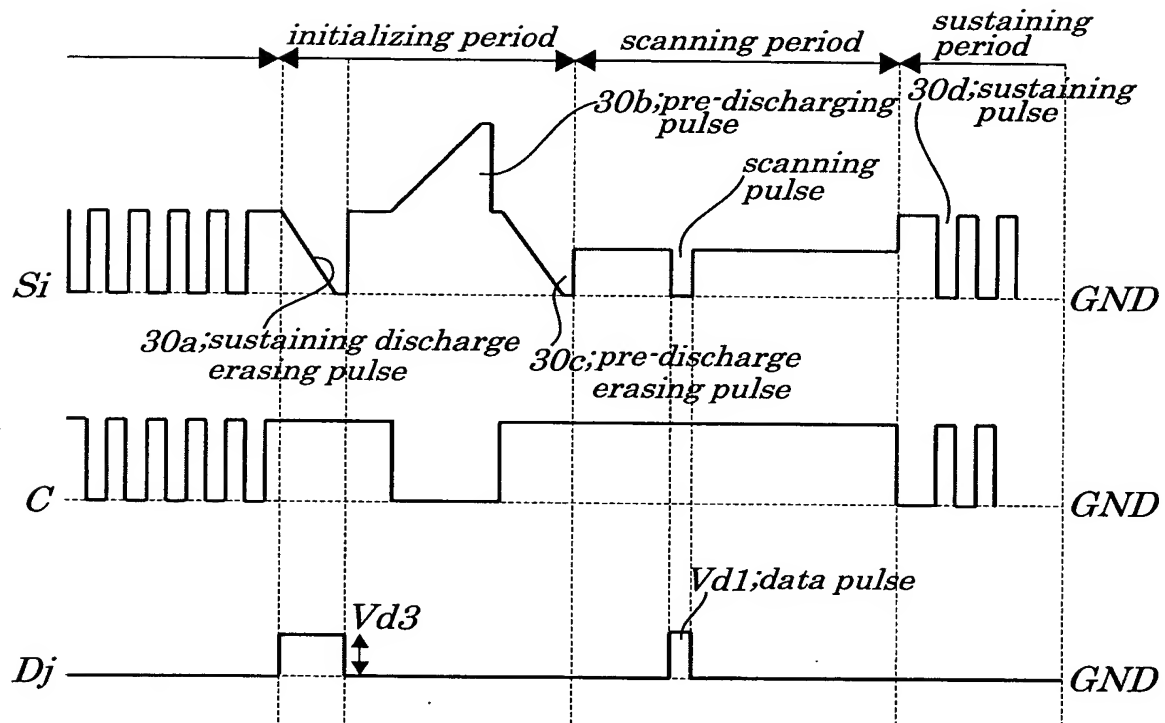 initializing period
scanning period
sustaining
period
30b;pre-discharging
pulse
30d;sustaining
pulse
scanning
pulse
Si
GND
30a;sustaining discharge
erasing pulse
30c;pre-discharge
erasing pulse
C
GND
Vd1;data pulse
Vd3
Dj
GND